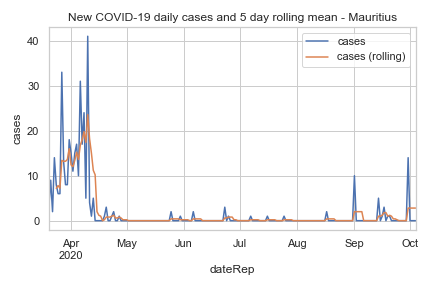 New COVID-19 daily cases and 5 day rolling mean - Mauritius
cases
cases (rolling)
cases
40
30
20
10
0
Apr
2020
May
Jun
Jul
Aug
Sep
Oct
dateRep